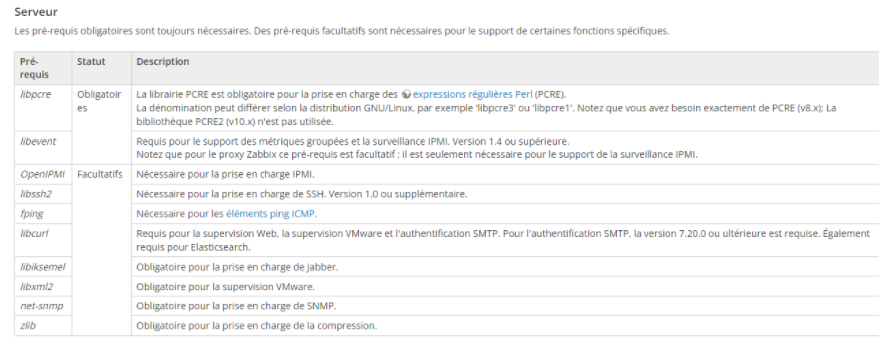 Serveur
Les pré-requis obligatoires sont toujours nécessaires. Des pré-requis facultatifs sont nécessaires pour le support de certaines fonctions spécifiques.
Pré-requis Statut Description
libpcre Obligatoires La librairie PCRE est obligatoire pour la prise en charge des expressions régulières Perl (PCRE).
La dénomination peut différer selon la distribution GNU/Linux, par exemple 'libpcre3' ou 'libpcre1'. Notez que vous avez besoin exactement de PCRE (v8.x); La
bibliothèque PCRE2 (v10.x) n'est pas utilisée.
libevent Requis pour le support des métriques groupées et la surveillance IPMI. Version 1.4 ou supérieure.
Notez que pour le proxy Zabbix ce pré-requis est facultatif ; il est seulement nécessaire pour le support de la surveillance IPMI.
OpenIPMI Facultatifs Nécessaire pour la prise en charge IPMI.
libssh2 Nécessaire pour la prise en charge de SSH. Version 1.0 ou supplémentaire.
fping Nécessaire pour les éléments ping ICMP.
libcurl Requis pour la supervision Web, la supervision VMware et l'authentification SMTP. Pour l'authentification SMTP, la version 7.20.0 ou ultérieure est requise. Également
requis pour Elasticsearch.
libiksemel Obligatoire pour la prise en charge de Jabber.
libxml2 Obligatoire pour la supervision VMware.
net-snmp Obligatoire pour la prise en charge de SNMP.
zlib Obligatoire pour la prise en charge de la compression.